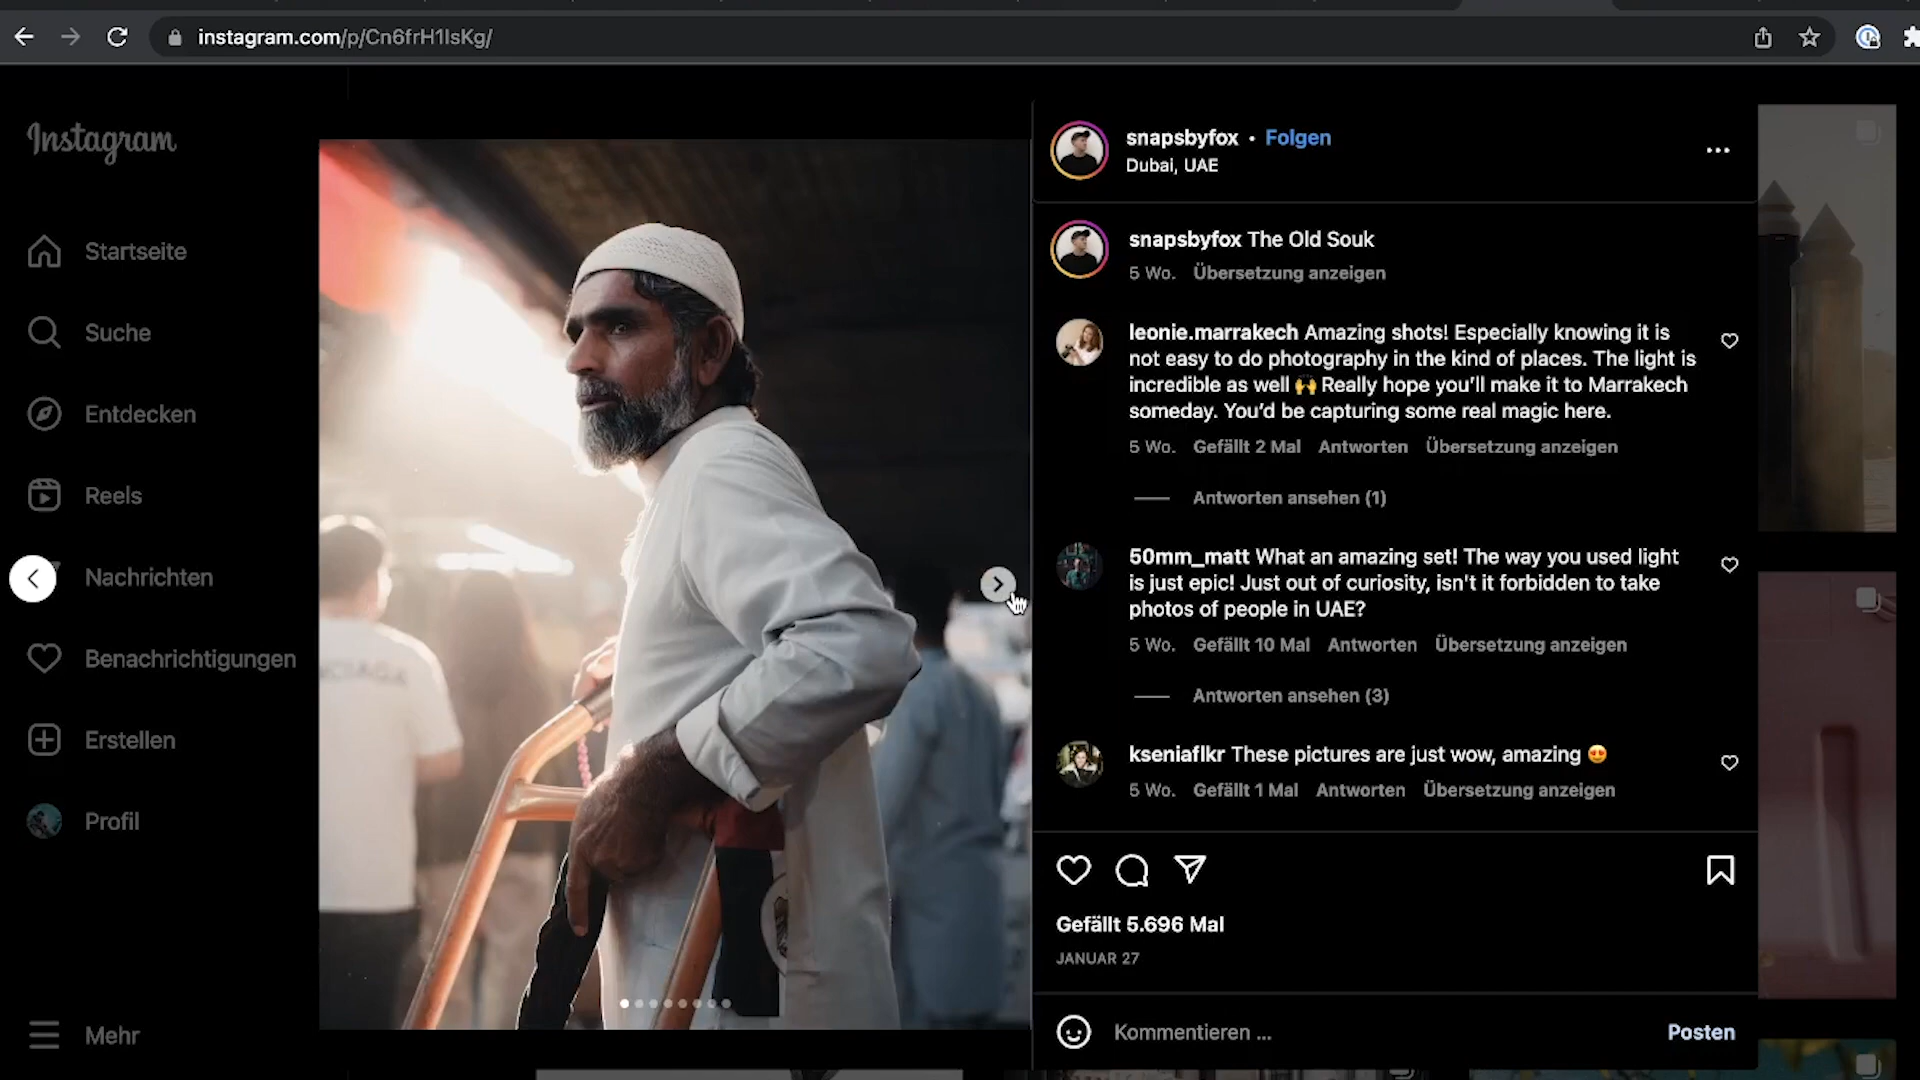 instagram.com/p/Cn6frH1IsKg/
Instagram
Startseite
Suche
Entdecken
Reels
Nachrichten
Benachrichtigungen
Erstellen
Profil
Mehr
snapsbyfox • Folgen
Dubai, UAE
snapsbyfox The Old Souk
5 Wo. Übersetzung anzeigen
leonie.marrakech Amazing shots! Especially knowing it is
not easy to do photography in the kind of places. The light is
incredible as well 🙌 Really hope you'll make it to Marrakech
someday. You'd be capturing some real magic here.
5 Wo. Gefällt 2 Mal Antworten Übersetzung anzeigen
Antworten ansehen (1)
50mm_matt What an amazing set! The way you used light
is just epic! Just out of curiosity, isn't it forbidden to take
photos of people in UAE?
5 Wo. Gefällt 10 Mal Antworten Übersetzung anzeigen
Antworten ansehen (3)
kseniaflkr These pictures are just wow, amazing 😍
5 Wo. Gefällt 1 Mal Antworten Übersetzung anzeigen
Gefällt 5.696 Mal
JANUAR 27
Kommentieren ...
Posten